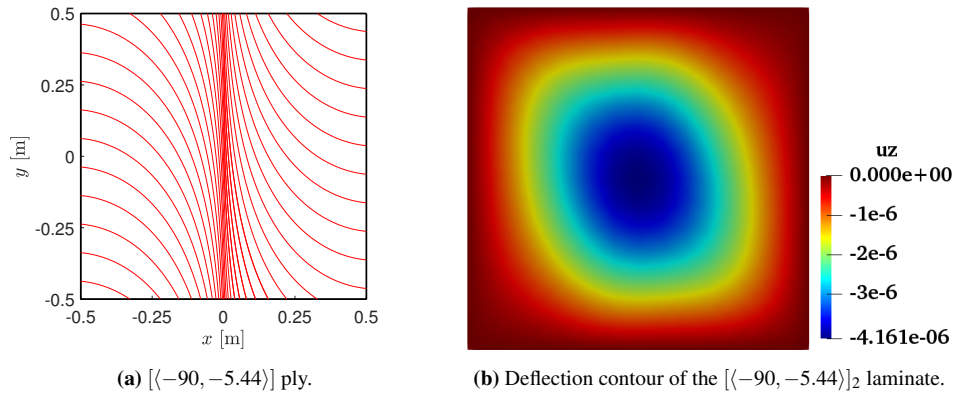 0.5
0.25
0
-0.25
-0.5
y [m]
-0.5 -0.25 0 0.25 0.5
x [m]
uz
0.000e+00
-1e-6
-2e-6
-3e-6
-4.161e-06
(a) [⟨−90, −5.44⟩] ply.
(b) Deflection contour of the [⟨−90, −5.44⟩]₂ laminate.